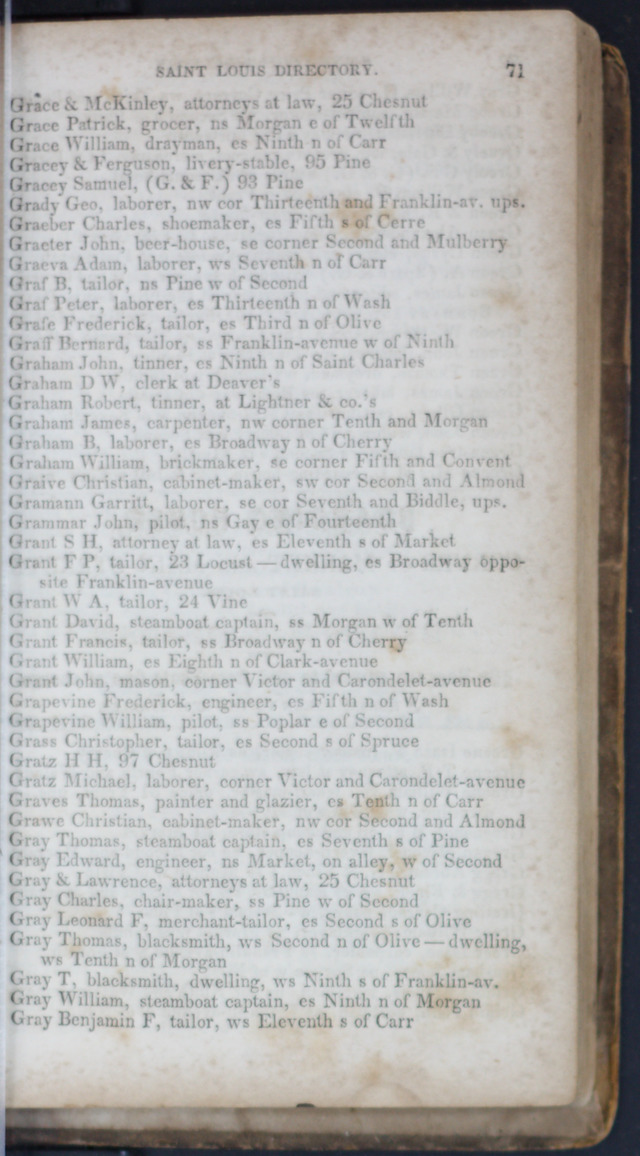 SAINT LOUIS DIRECTORY. 71
Grace & McKinley, attorneys at law, 25 Chesnut
Grace Patrick, grocer, ns Morgan e of Twelfth
Grace William, drayman, es Ninth n of Carr
Gracey & Ferguson, livery-stable, 95 Pine
Gracey Samuel, (G. & F.) 93 Pine
Grady Geo, laborer, nw cor Thirteenth and Franklin-av. ups.
Graeber Charles, shoemaker, es Fifth s of Cerre
Graeter John, beer-house, se corner Second and Mulberry
Graeva Adam, laborer, ws Seventh n of Carr
Graf B, tailor, ns Pine w of Second
Graf Peter, laborer, es Thirteenth n of Wash
Grafe Frederick, tailor, es Third n of Olive
Graff Bernard, tailor, ss Franklin-avenue w of Ninth
Graham John, tinner, es Ninth n of Saint Charles
Graham D W, clerk at Deaver's
Graham Robert, tinner, at Lightner & co.'s
Graham James, carpenter, nw corner Tenth and Morgan
Graham B, laborer, es Broadway n of Cherry
Graham William, brickmaker, se corner Fifth and Convent
Graive Christian, cabinet-maker, sw cor Second and Almond
Gramann Garritt, laborer, se cor Seventh and Biddle, ups.
Grammar John, pilot, ns Gay e of Fourteenth
Grant S H, attorney at law, es Eleventh s of Market
Grant F P, tailor, 23 Locust — dwelling, es Broadway oppo-
site Franklin-avenue
Grant W A, tailor, 24 Vine
Grant David, steamboat captain, ss Morgan w of Tenth
Grant Francis, tailor, ss Broadway n of Cherry
Grant William, es Eighth n of Clark-avenue
Grant John, mason, corner Victor and Carondelet-avenue
Grapevine Frederick, engineer, es Fifth n of Wash
Grapevine William, pilot, ss Poplar e of Second
Grass Christopher, tailor, es Second s of Spruce
Gratz H H, 97 Chesnut
Gratz Michael, laborer, corner Victor and Carondelet-avenue
Graves Thomas, painter and glazier, es Tenth n of Carr
Grawe Christian, cabinet-maker, nw cor Second and Almond
Gray Thomas, steamboat captain, es Seventh s of Pine
Gray Edward, engineer, ns Market, on alley, w of Second
Gray & Lawrence, attorneys at law, 25 Chesnut
Gray Charles, chair-maker, ss Pine w of Second
Gray Leonard F, merchant-tailor, es Second s of Olive
Gray Thomas, blacksmith, ws Second n of Olive — dwelling,
ws Tenth n of Morgan
Gray T, blacksmith, dwelling, ws Ninth s of Franklin-av.
Gray William, steamboat captain, es Ninth n of Morgan
Gray Benjamin F, tailor, ws Eleventh s of Carr